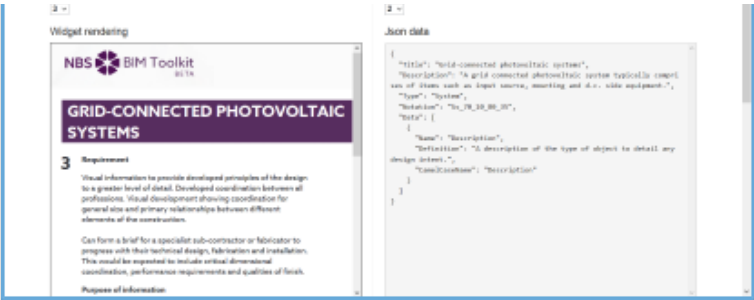 3
Widget rendering
NBS BIM Toolkit
BETA
GRID-CONNECTED PHOTOVOLTAIC
SYSTEMS
3 Requirement
Visual information to provide developed principles of the design
to a greater level of detail. Developed coordination between all
professions. Visual development showing coordination for
general size and primary relationships between different
elements of the construction.
Can form a brief for a specialist sub-contractor or fabricator to
progress with their technical design, fabrication and installation.
This would be expected to include critical dimensional
coordination, performance requirements and qualities of finish.
Purpose of information
2
Json data
{
"Title": "Grid-connected photovoltaic systems",
"Description": "A grid connected photovoltaic system typically compri
ses of items such as input source, mounting and d.c. side equipment.",
"Type": "System",
"Notation":
"Data": [
{
"Name": "Description",
"Definition": "A description of the type of object to detail any
design intent.",
"CamelCaseName": "Description"
}
]
}